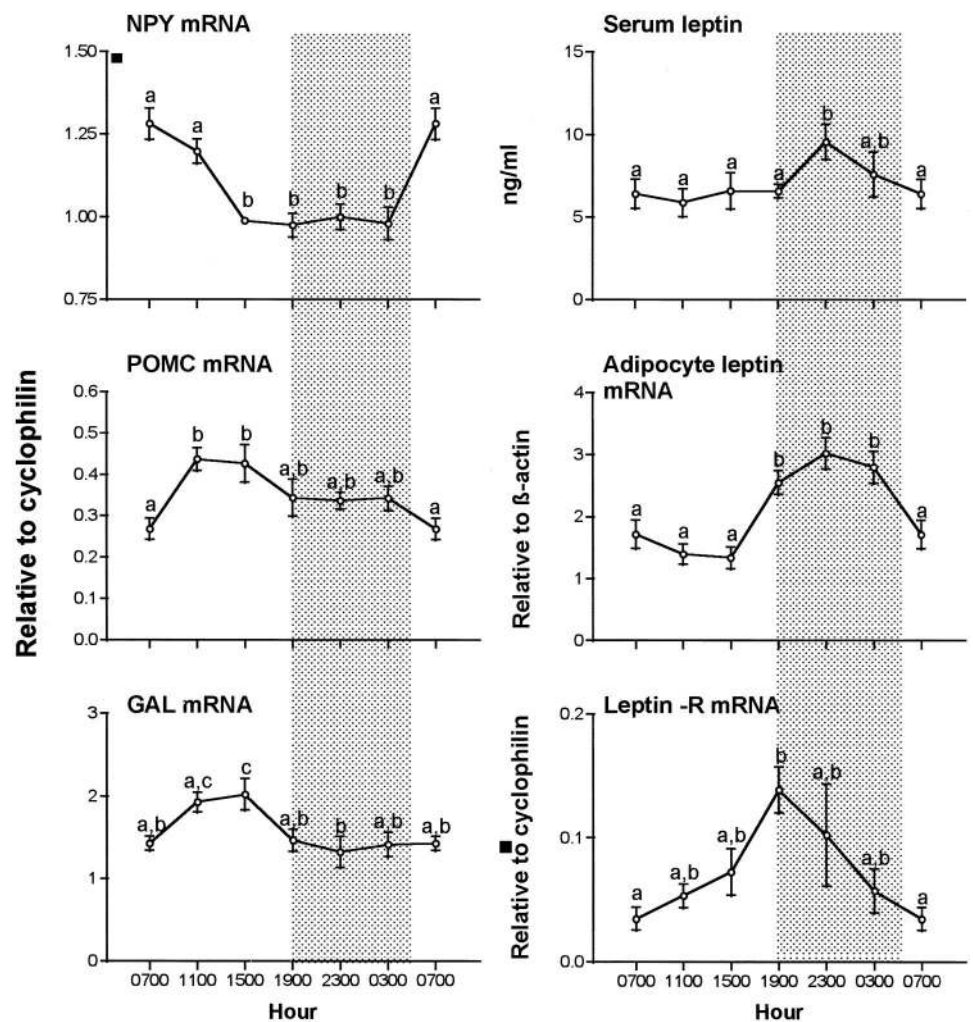 NPY mRNA
1.50
1.25
1.00
0.75
a
a
b
b
b
b
a
Serum leptin
15
10
5
0
ng/ml
a
a
a
a
b
a,b
a
POMC mRNA
0.6
0.5
0.4
0.3
0.2
0.1
0.0
Relative to cyclophilin
a
b
b
a,b
a,b
a,b
a
Adipocyte leptin
mRNA
4
3
2
1
0
Relative to ß-actin
a
a
a
b
b
b
a
GAL mRNA
3
2
1
0
a,b
a,c
c
a,b
b
a,b
a,b
0700 1100 1500 1900 2300 0300 0700
Hour
Leptin -R mRNA
0.2
0.1
0.0
Relative to cyclophilin
a
a,b
a,b
b
a,b
a,b
a
0700 1100 1500 1900 2300 0300 0700
Hour